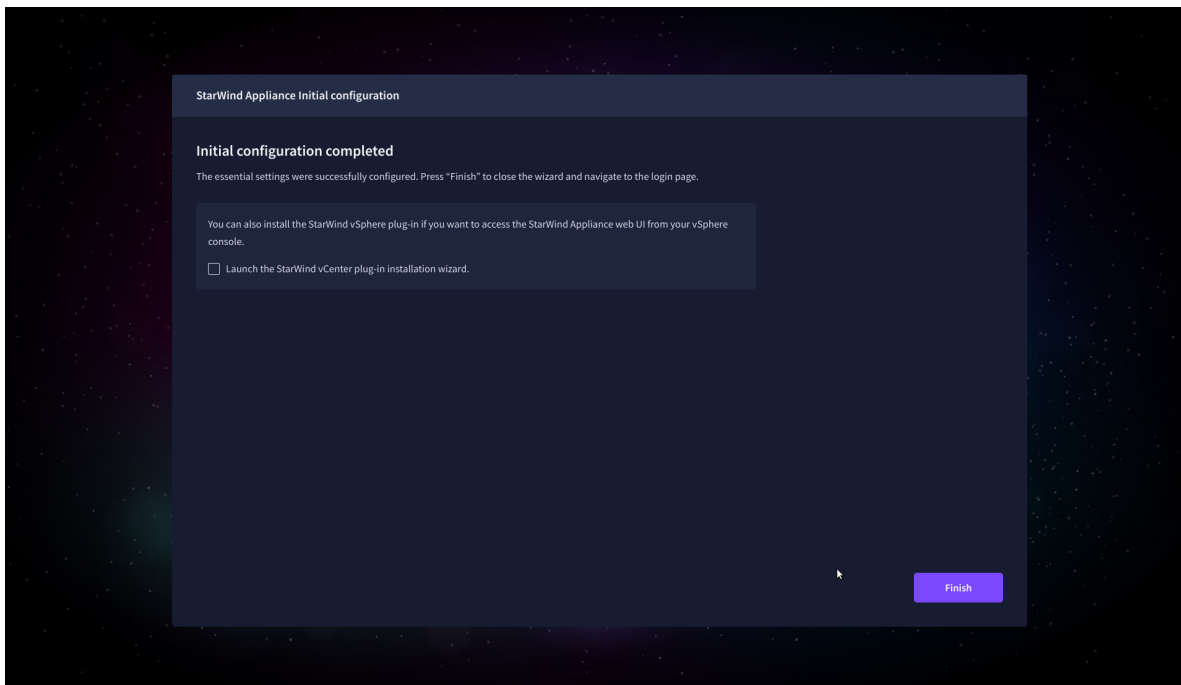 StarWind Appliance Initial configuration
Initial configuration completed
The essential settings were successfully configured. Press “Finish” to close the wizard and navigate to the login page.
You can also install the StarWind vSphere plug-in if you want to access the StarWind Appliance web UI from your vSphere
console.
Launch the StarWind vCenter plug-in installation wizard.
Finish